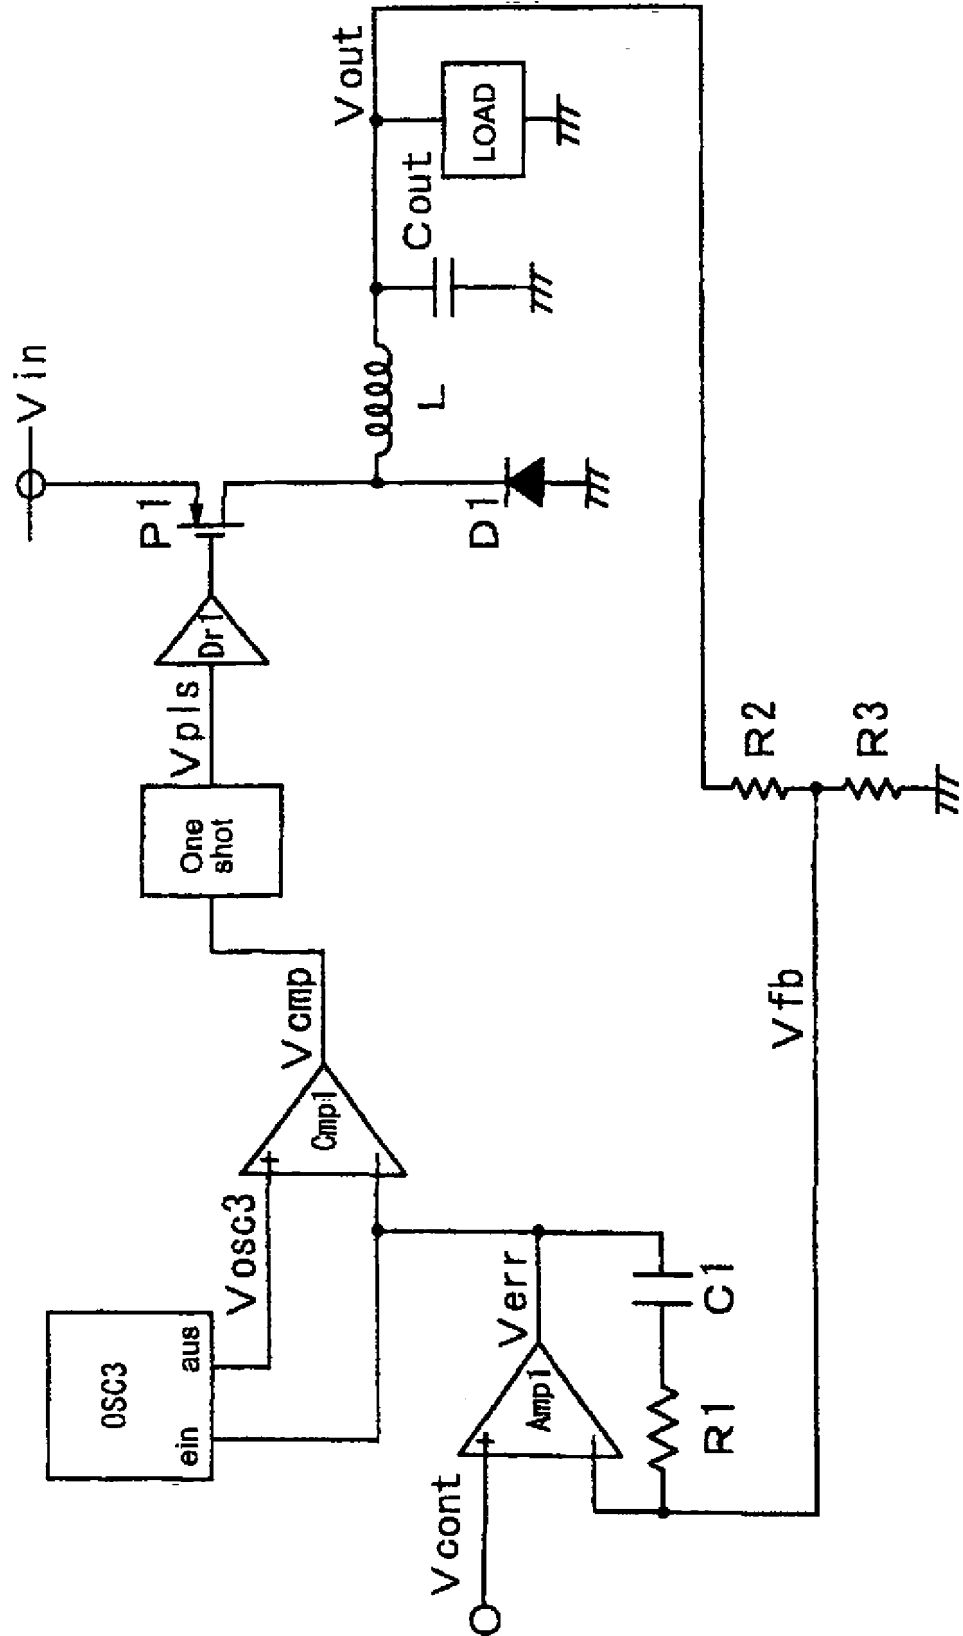 Vin
P1
Vout
Dr1
Vpls
One
shot
L
Cout
LOAD
D1
OSC3
ein
aus
Vosc3
Cmp1
+
−
Vcmp
Vcont
Amp1
+
−
Verr
R1
C1
Vfb
R2
R3